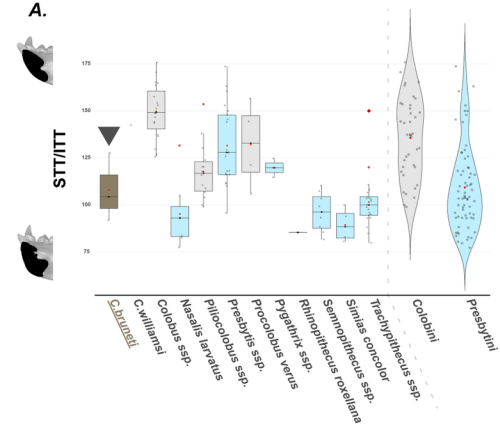 A.
STT/ITT
175
150
125
100
75
C.bruneti
C.williamsi
Colobus ssp.
Nasalis larvatus
Piliocolobus ssp.
Presbytis ssp.
Procolobus verus
Pygathrix ssp.
Rhinopithecus roxellana
Semnopithecus ssp.
Simias concolor
Trachypithecus ssp.
Colobini
Presbytini